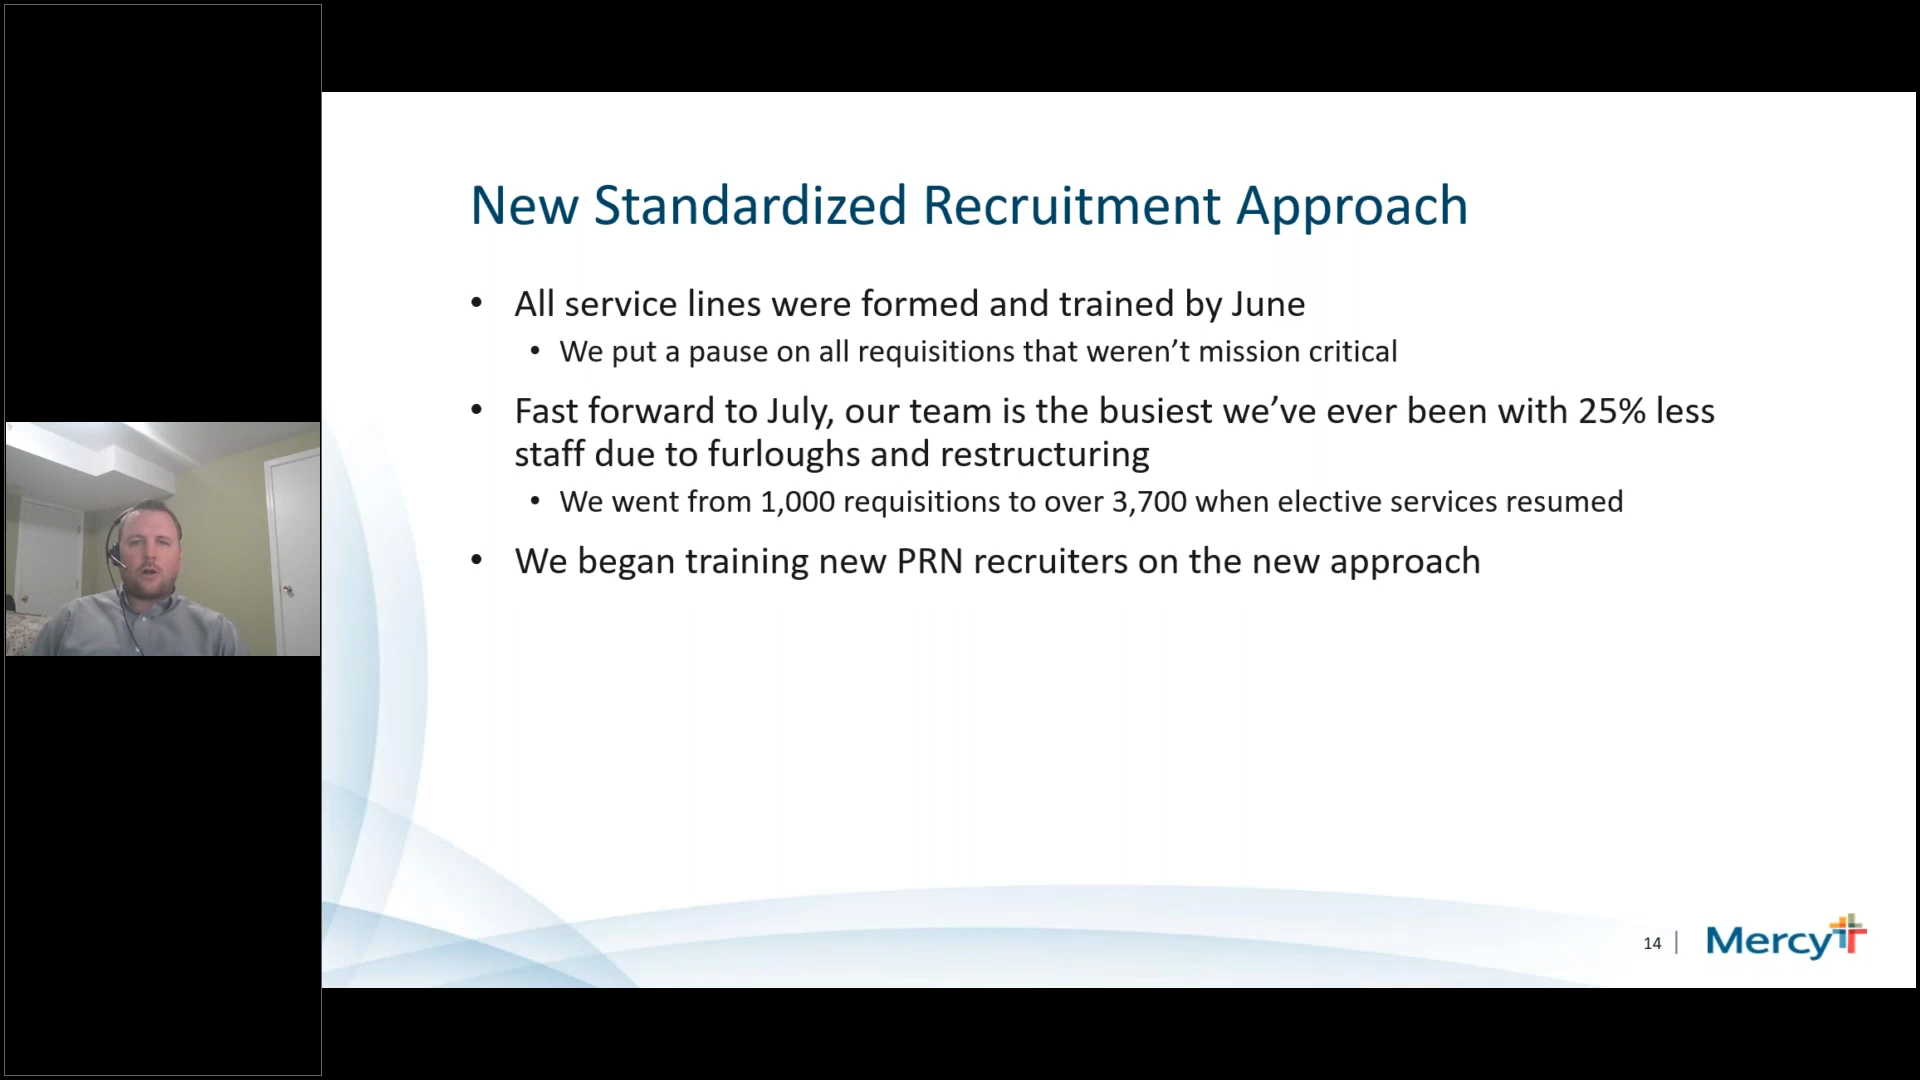 New Standardized Recruitment Approach
• All service lines were formed and trained by June
• We put a pause on all requisitions that weren’t mission critical
• Fast forward to July, our team is the busiest we’ve ever been with 25% less
staff due to furloughs and restructuring
• We went from 1,000 requisitions to over 3,700 when elective services resumed
• We began training new PRN recruiters on the new approach
14 |
Mercy